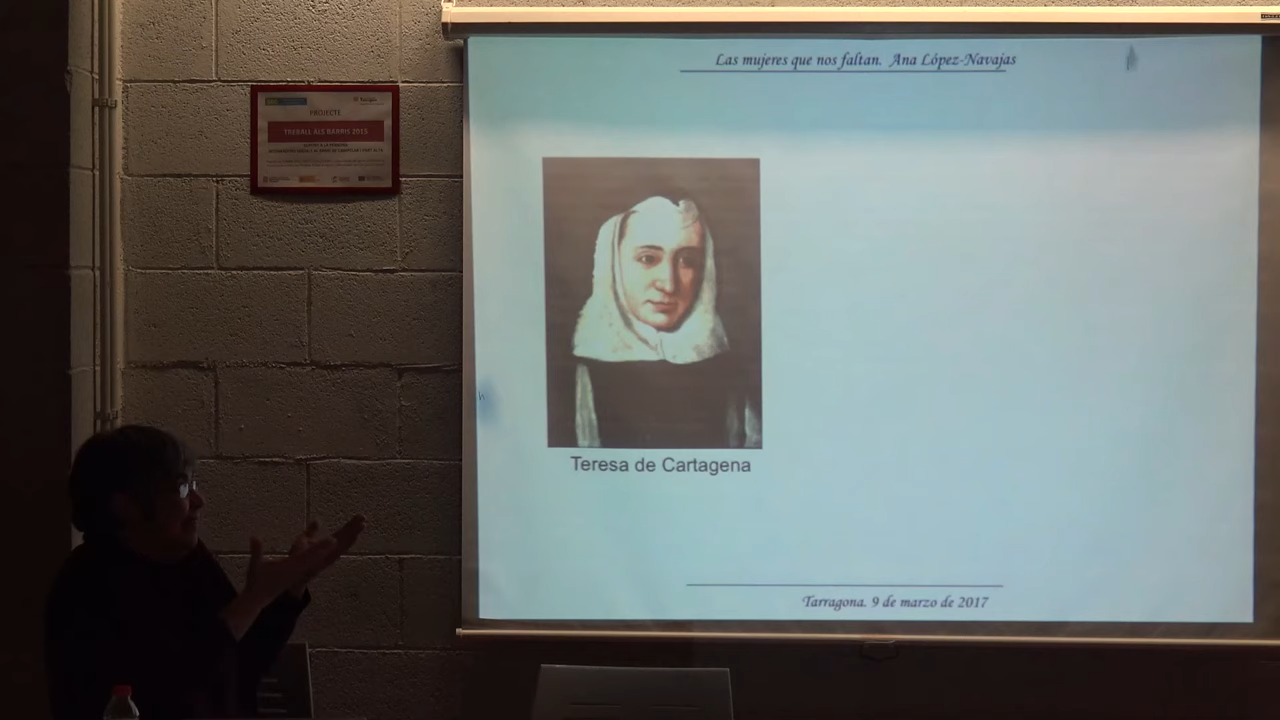 Las mujeres que nos faltan. Ana López-Navajas
PROJECTE
TREBALL ALS BARRIS 2015
Teresa de Cartagena
Tarragona. 9 de marzo de 2017